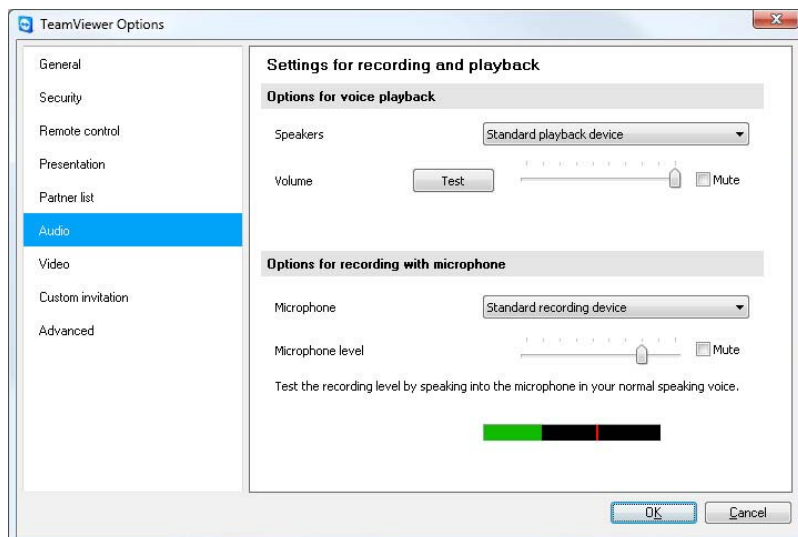 TeamViewer Options
General
Security
Remote control
Presentation
Partner list
Audio
Video
Custom invitation
Advanced
Settings for recording and playback
Options for voice playback
Speakers
Standard playback device
Volume
Test
Mute
Options for recording with microphone
Microphone
Standard recording device
Microphone level
Mute
Test the recording level by speaking into the microphone in your normal speaking voice.
OK
Cancel